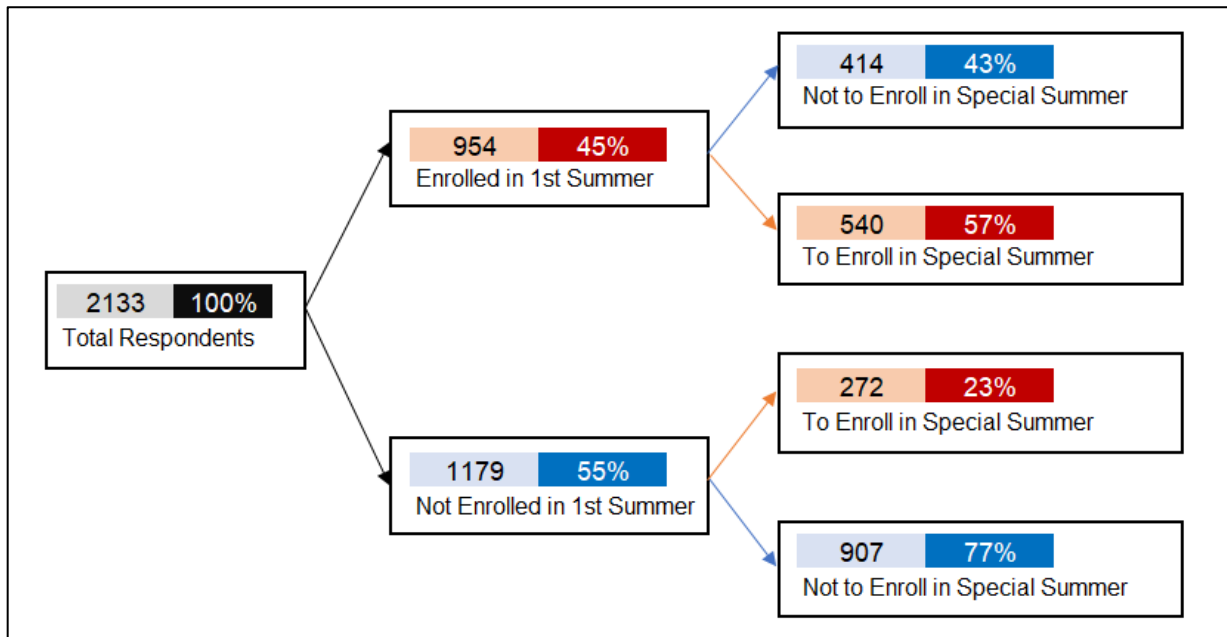 2133 100%
Total Respondents
954 45%
Enrolled in 1st Summer
1179 55%
Not Enrolled in 1st Summer
414 43%
Not to Enroll in Special Summer
540 57%
To Enroll in Special Summer
272 23%
To Enroll in Special Summer
907 77%
Not to Enroll in Special Summer